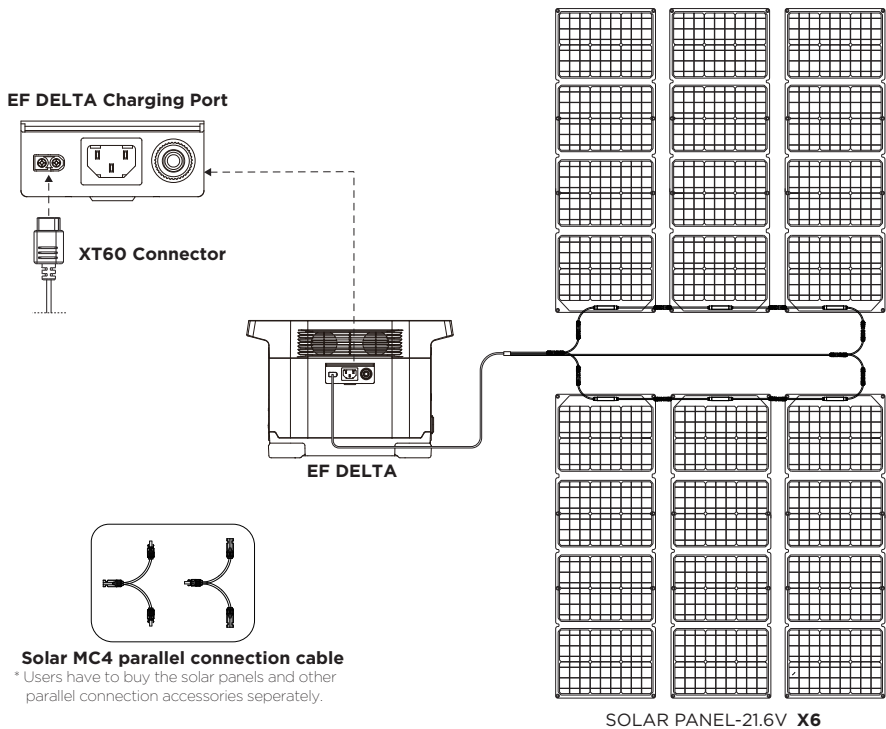 EF DELTA Charging Port
XT60 Connector
EF DELTA
Solar MC4 parallel connection cable
* Users have to buy the solar panels and other
parallel connection accessories seperately.
SOLAR PANEL-21.6V X6